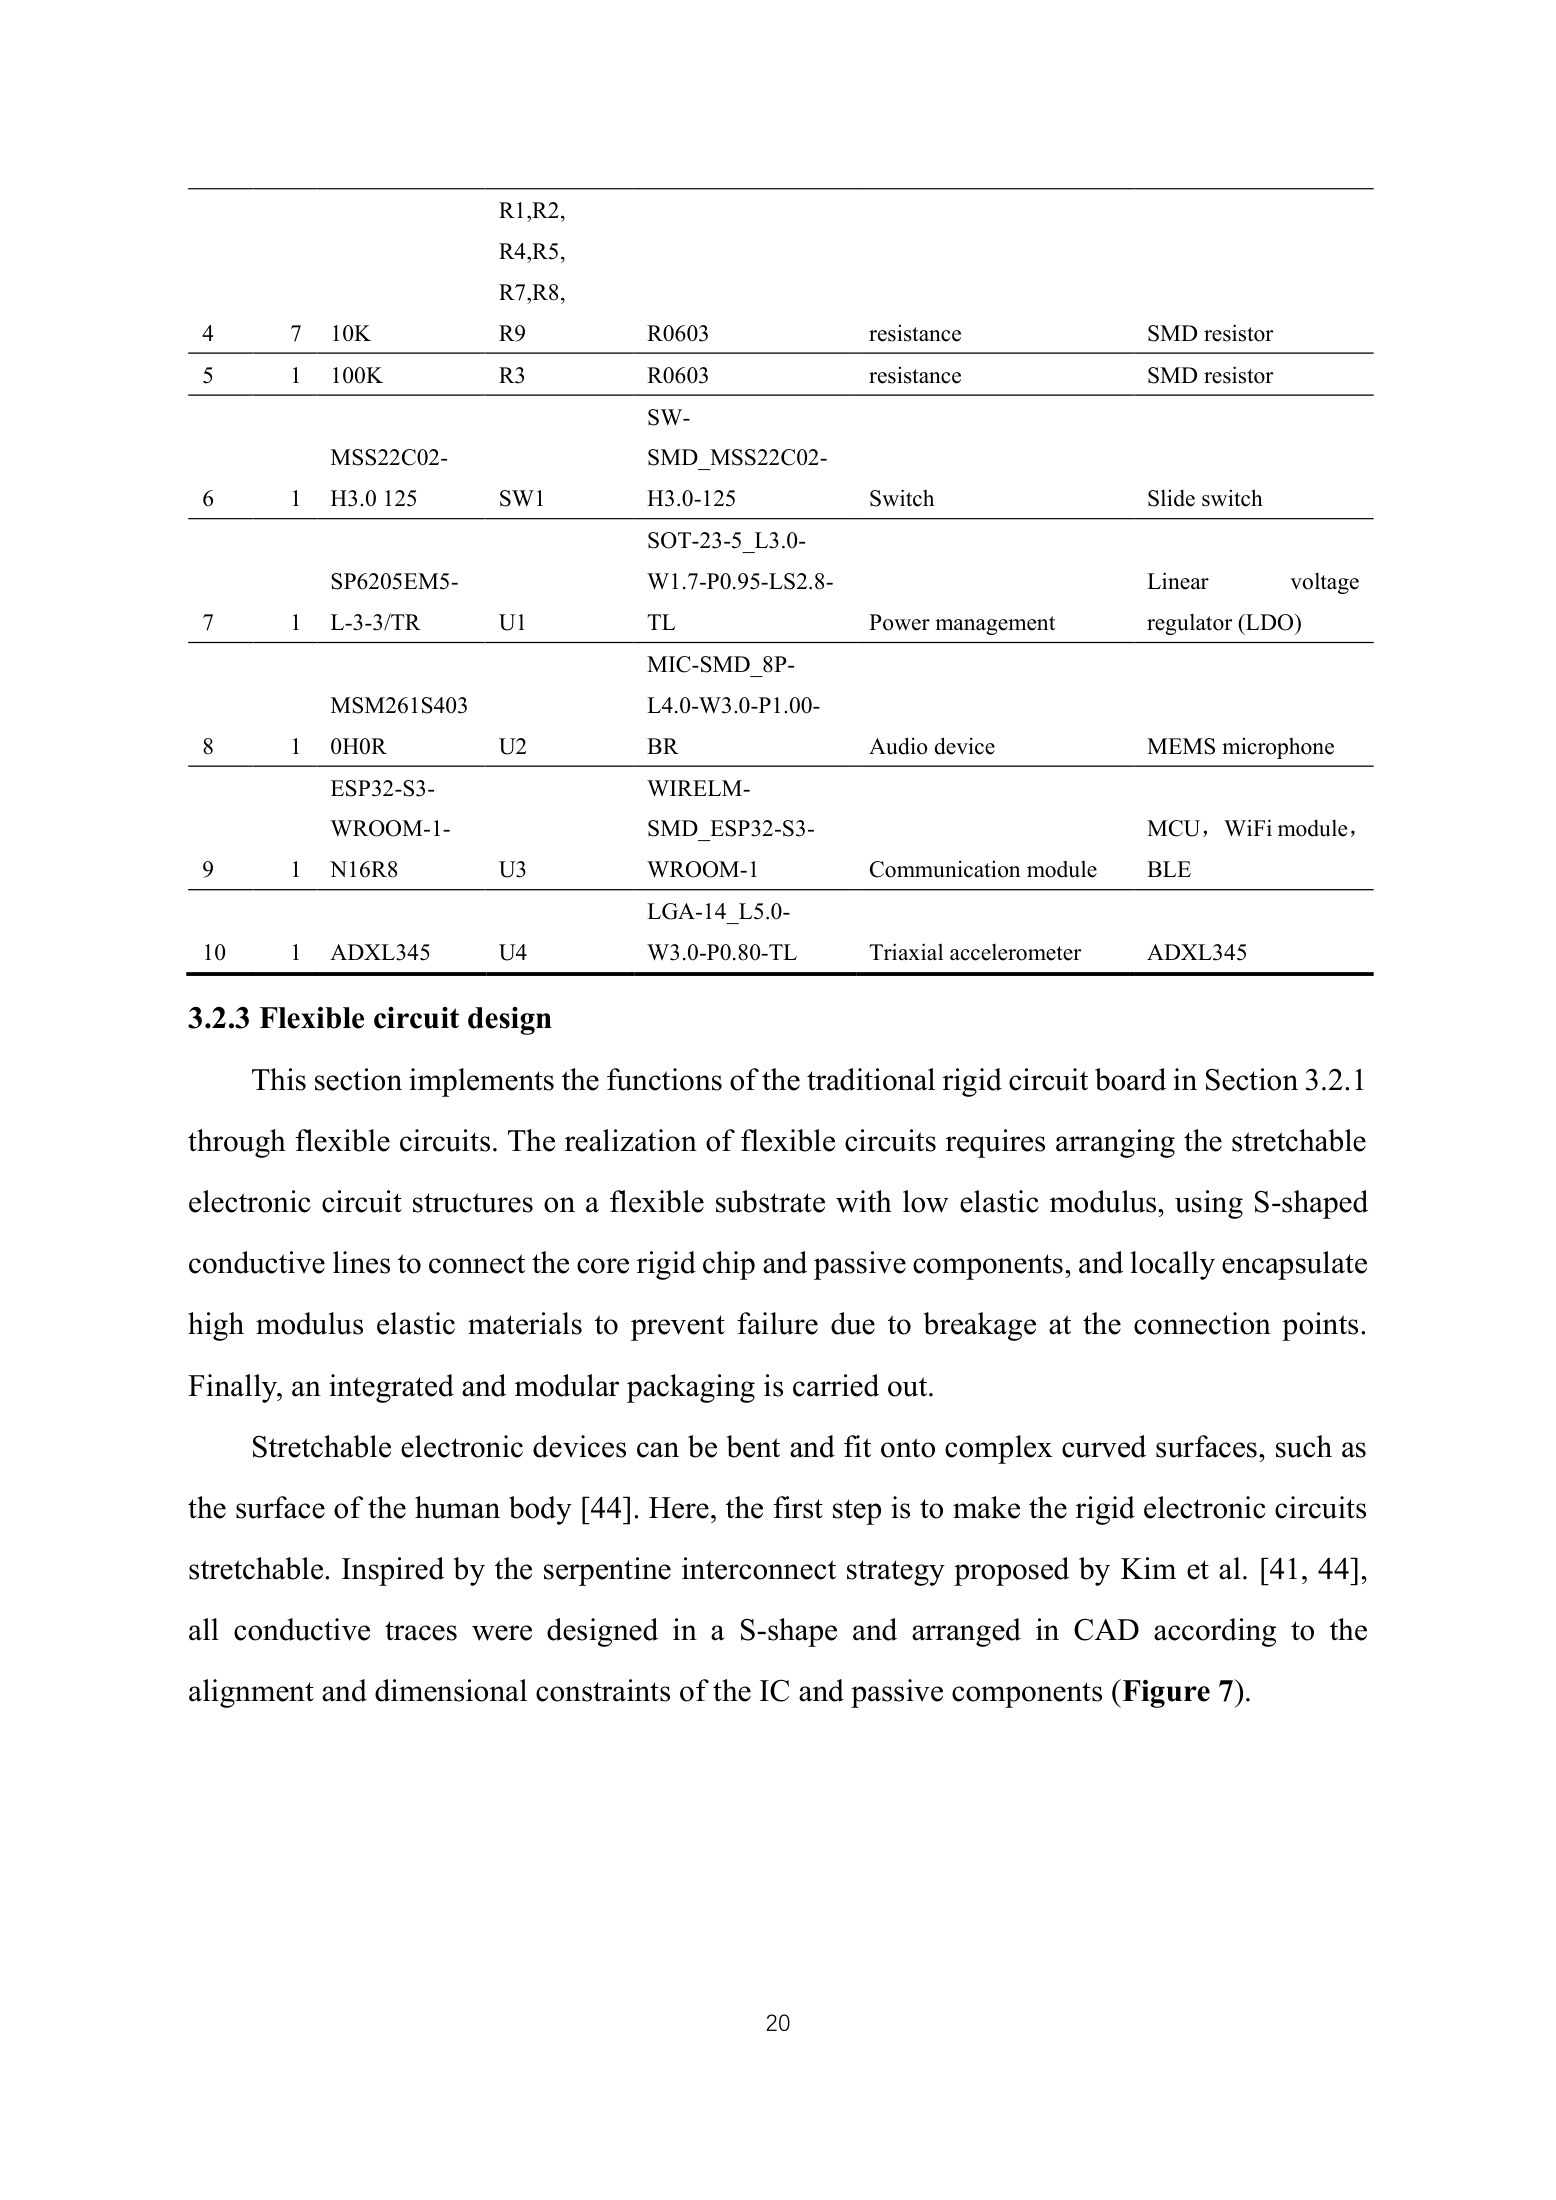 R1,R2,
R4,R5,
R7,R8,
4 7 10K R9 R0603 resistance SMD resistor
5 1 100K R3 R0603 resistance SMD resistor
SW-
MSS22C02- SMD_MSS22C02-
6 1 H3.0 125 SW1 H3.0-125 Switch Slide switch
SOT-23-5_L3.0-
SP6205EM5- W1.7-P0.95-LS2.8- Linear voltage
7 1 L-3-3/TR U1 TL Power management regulator (LDO)
MIC-SMD_8P-
MSM261S403 L4.0-W3.0-P1.00-
8 1 0H0R U2 BR Audio device MEMS microphone
ESP32-S3- WIRELM-
WROOM-1- SMD_ESP32-S3- MCU，WiFi module，
9 1 N16R8 U3 WROOM-1 Communication module BLE
LGA-14_L5.0-
10 1 ADXL345 U4 W3.0-P0.80-TL Triaxial accelerometer ADXL345
3.2.3 Flexible circuit design
This section implements the functions of the traditional rigid circuit board in Section 3.2.1
through flexible circuits. The realization of flexible circuits requires arranging the stretchable
electronic circuit structures on a flexible substrate with low elastic modulus, using S-shaped
conductive lines to connect the core rigid chip and passive components, and locally encapsulate
high modulus elastic materials to prevent failure due to breakage at the connection points.
Finally, an integrated and modular packaging is carried out.
Stretchable electronic devices can be bent and fit onto complex curved surfaces, such as
the surface of the human body [44]. Here, the first step is to make the rigid electronic circuits
stretchable. Inspired by the serpentine interconnect strategy proposed by Kim et al. [41, 44],
all conductive traces were designed in a S-shape and arranged in CAD according to the
alignment and dimensional constraints of the IC and passive components (Figure 7).
20